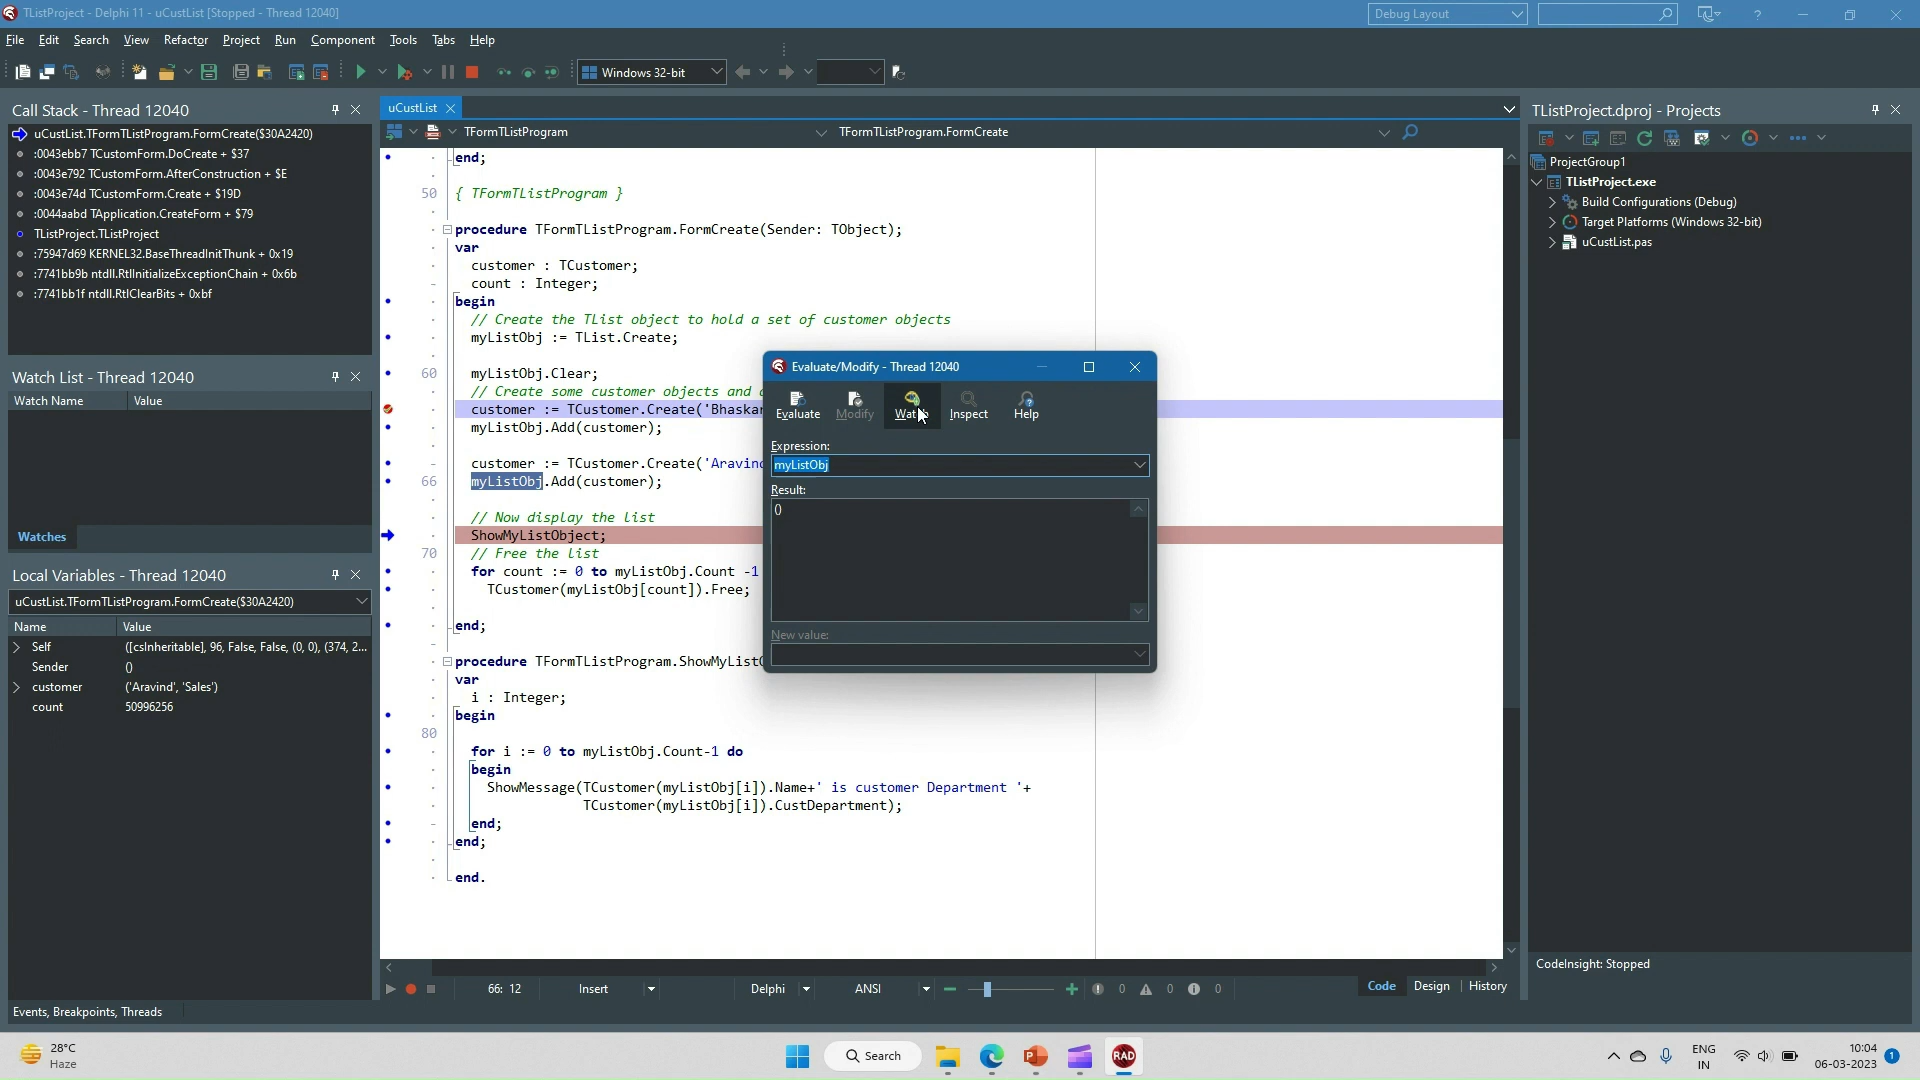 TListProject - Delphi 11 - uCustList [Stopped - Thread 12040]
Debug Layout
File Edit Search View Refactor Project Run Component Tools Tabs Help
Windows 32-bit
Call Stack - Thread 12040
uCustList.TFormTListProgram.FormCreate($30A2420)
:0043ebb7 TCustomForm.DoCreate + $37
:0043e792 TCustomForm.AfterConstruction + $E
:0043e74d TCustomForm.Create + $19D
:0044aabd TApplication.CreateForm + $79
TListProject.TListProject
:75947d69 KERNEL32.BaseThreadInitThunk + 0x19
:7741bb9b ntdll.RtlInitializeExceptionChain + 0x6b
:7741bb1f ntdll.RtlClearBits + 0xbf
Watch List - Thread 12040
Watch Name Value
Watches
Local Variables - Thread 12040
uCustList.TFormTListProgram.FormCreate($30A2420)
Name Value
Self ([csInheritable], 96, False, False, (0, 0), (374, 2...
Sender ()
customer ('Aravind', 'Sales')
count 50996256
Events, Breakpoints, Threads
uCustList
TFormTListProgram TFormTListProgram.FormCreate
end;
50 { TFormTListProgram }
procedure TFormTListProgram.FormCreate(Sender: TObject);
var
customer : TCustomer;
count : Integer;
begin
// Create the TList object to hold a set of customer objects
myListObj := TList.Create;
60 myListObj.Clear;
// Create some customer objects and
customer := TCustomer.Create('Bhaskar
myListObj.Add(customer);
customer := TCustomer.Create('Aravind
66 myListObj.Add(customer);
// Now display the list
ShowMyListObject;
70 // Free the list
for count := 0 to myListObj.Count -1
TCustomer(myListObj[count]).Free;
end;
procedure TFormTListProgram.ShowMyListO
var
i : Integer;
begin
80
for i := 0 to myListObj.Count-1 do
begin
ShowMessage(TCustomer(myListObj[i]).Name+' is customer Department '+
TCustomer(myListObj[i]).CustDepartment);
end;
end;
end.
Evaluate/Modify - Thread 12040
Evaluate Modify Watch Inspect Help
Expression:
myListObj
Result:
()
New value:
66: 12 Insert Delphi ANSI 0 0 0
Code Design History
TListProject.dproj - Projects
ProjectGroup1
TListProject.exe
Build Configurations (Debug)
Target Platforms (Windows 32-bit)
uCustList.pas
CodeInsight: Stopped
28°C
Haze
Search
RAD
ENG
IN
10:04
06-03-2023
1